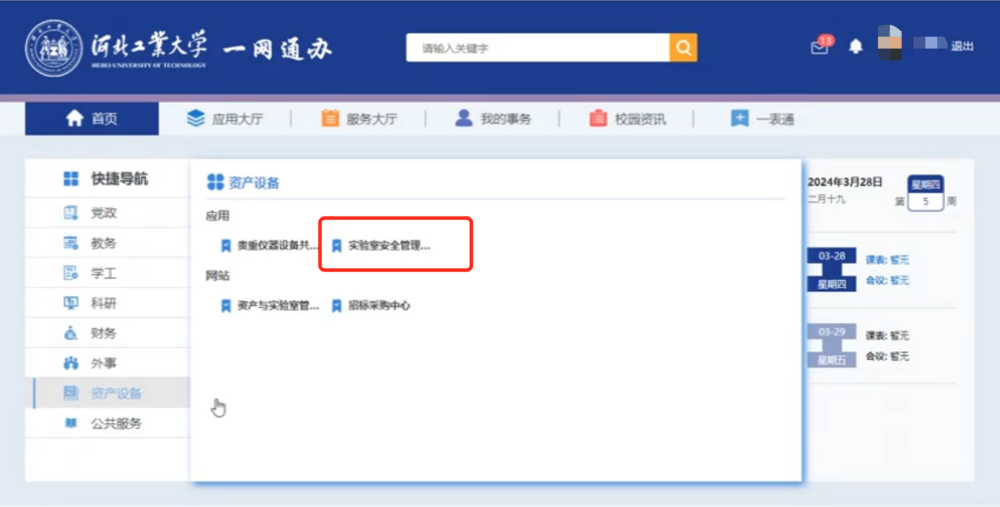 河北工業大学 一网通办
HEBEI UNIVERSITY OF TECHNOLOGY
请输入关键字
13
退出
首页 应用大厅 服务大厅 我的事务 校园资讯 一表通
快捷导航
党政
教务
学工
科研
财务
外事
资产设备
公共服务
资产设备
应用
贵重仪器设备共... 实验室安全管理...
网站
资产与实验室管... 招标采购中心
2024年3月28日
二月十九
星期四
第 5 周
03-28
星期四
课表: 暂无
会议: 暂无
03-29
星期五
课表: 暂无
会议: 暂无